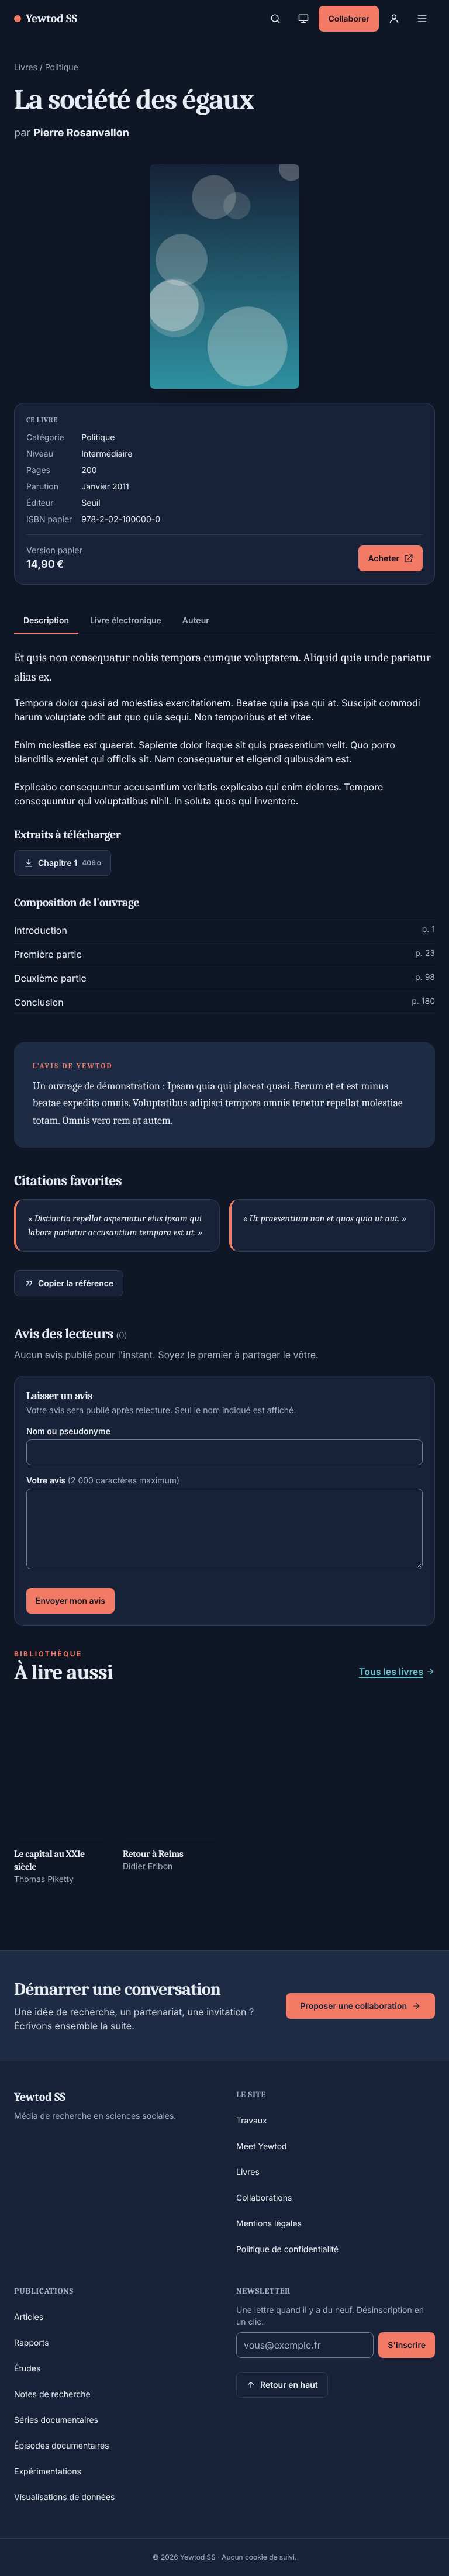 Yewtod SS
Collaborer
Livres / Politique
La société des égaux
par Pierre Rosanvallon
CE LIVRE
Catégorie Politique
Niveau Intermédiaire
Pages 200
Parution Janvier 2011
Éditeur Seuil
ISBN papier 978-2-02-100000-0
Version papier
14,90 €
Acheter
Description Livre électronique Auteur
Et quis non consequatur nobis tempora cumque voluptatem. Aliquid quia unde pariatur
alias ex.
Tempora dolor quasi ad molestias exercitationem. Beatae quia ipsa qui at. Suscipit commodi
harum voluptate odit aut quo quia sequi. Non temporibus at et vitae.
Enim molestiae est quaerat. Sapiente dolor itaque sit quis praesentium velit. Quo porro
blanditiis eveniet qui officiis sit. Nam consequatur et eligendi quibusdam est.
Explicabo consequuntur accusantium veritatis explicabo qui enim dolores. Tempore
consequuntur qui voluptatibus nihil. In soluta quos qui inventore.
Extraits à télécharger
Chapitre 1 406 o
Composition de l'ouvrage
Introduction p. 1
Première partie p. 23
Deuxième partie p. 98
Conclusion p. 180
L'AVIS DE YEWTOD
Un ouvrage de démonstration : Ipsam quia qui placeat quasi. Rerum et et est minus
beatae expedita omnis. Voluptatibus adipisci tempora omnis tenetur repellat molestiae
totam. Omnis vero rem at autem.
Citations favorites
« Distinctio repellat aspernatur eius ipsam qui
labore pariatur accusantium tempora est ut. »
« Ut praesentium non et quos quia ut aut. »
Copier la référence
Avis des lecteurs (0)
Aucun avis publié pour l'instant. Soyez le premier à partager le vôtre.
Laisser un avis
Votre avis sera publié après relecture. Seul le nom indiqué est affiché.
Nom ou pseudonyme
Votre avis (2 000 caractères maximum)
Envoyer mon avis
BIBLIOTHÈQUE
À lire aussi
Tous les livres
Le capital au XXIe
siècle
Thomas Piketty
Retour à Reims
Didier Eribon
Démarrer une conversation
Une idée de recherche, un partenariat, une invitation ?
Écrivons ensemble la suite.
Proposer une collaboration
Yewtod SS
Média de recherche en sciences sociales.
LE SITE
Travaux
Meet Yewtod
Livres
Collaborations
Mentions légales
Politique de confidentialité
PUBLICATIONS
Articles
Rapports
Études
Notes de recherche
Séries documentaires
Épisodes documentaires
Expérimentations
Visualisations de données
NEWSLETTER
Une lettre quand il y a du neuf. Désinscription en
un clic.
vous@exemple.fr
S'inscrire
Retour en haut
© 2026 Yewtod SS · Aucun cookie de suivi.